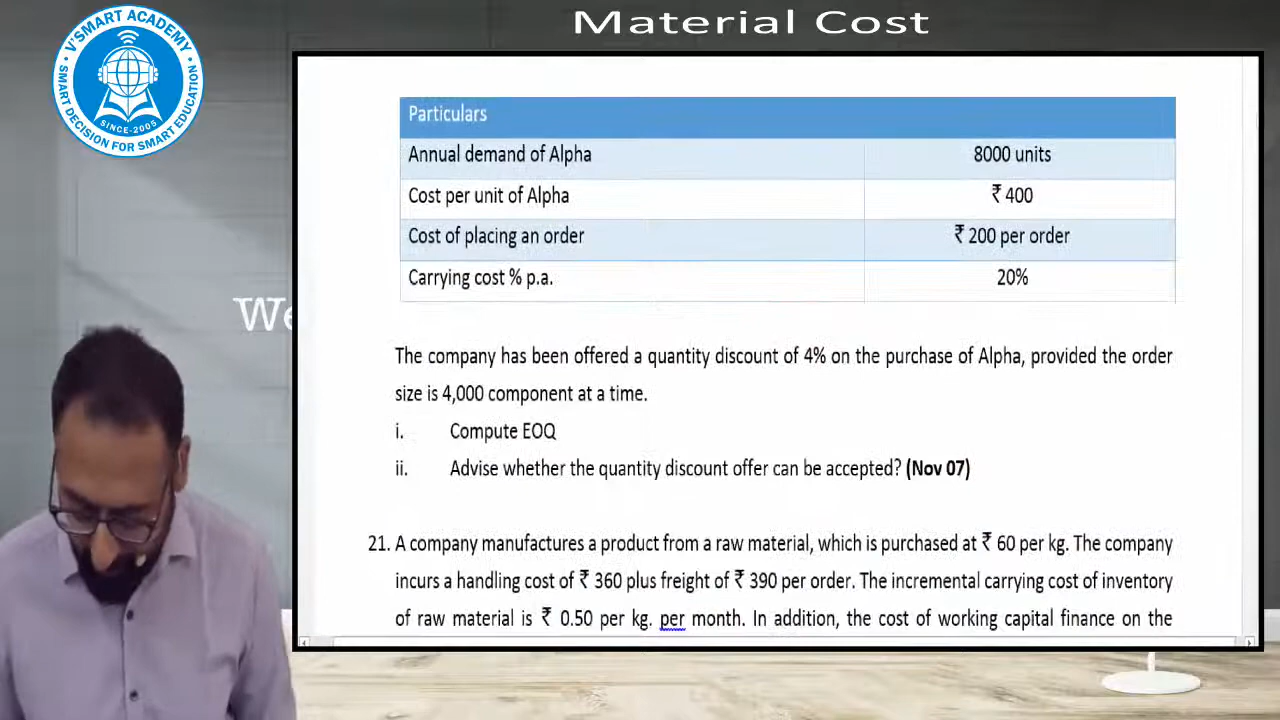 Material Cost
V'SMART ACADEMY
SINCE-2005
SMART DECISION FOR SMART EDUCATION
We
Particulars
Annual demand of Alpha 8000 units
Cost per unit of Alpha ₹ 400
Cost of placing an order ₹ 200 per order
Carrying cost % p.a. 20%
The company has been offered a quantity discount of 4% on the purchase of Alpha, provided the order
size is 4,000 component at a time.
i. Compute EOQ
ii. Advise whether the quantity discount offer can be accepted? (Nov 07)
21. A company manufactures a product from a raw material, which is purchased at ₹ 60 per kg. The company
incurs a handling cost of ₹ 360 plus freight of ₹ 390 per order. The incremental carrying cost of inventory
of raw material is ₹ 0.50 per kg. per month. In addition, the cost of working capital finance on the